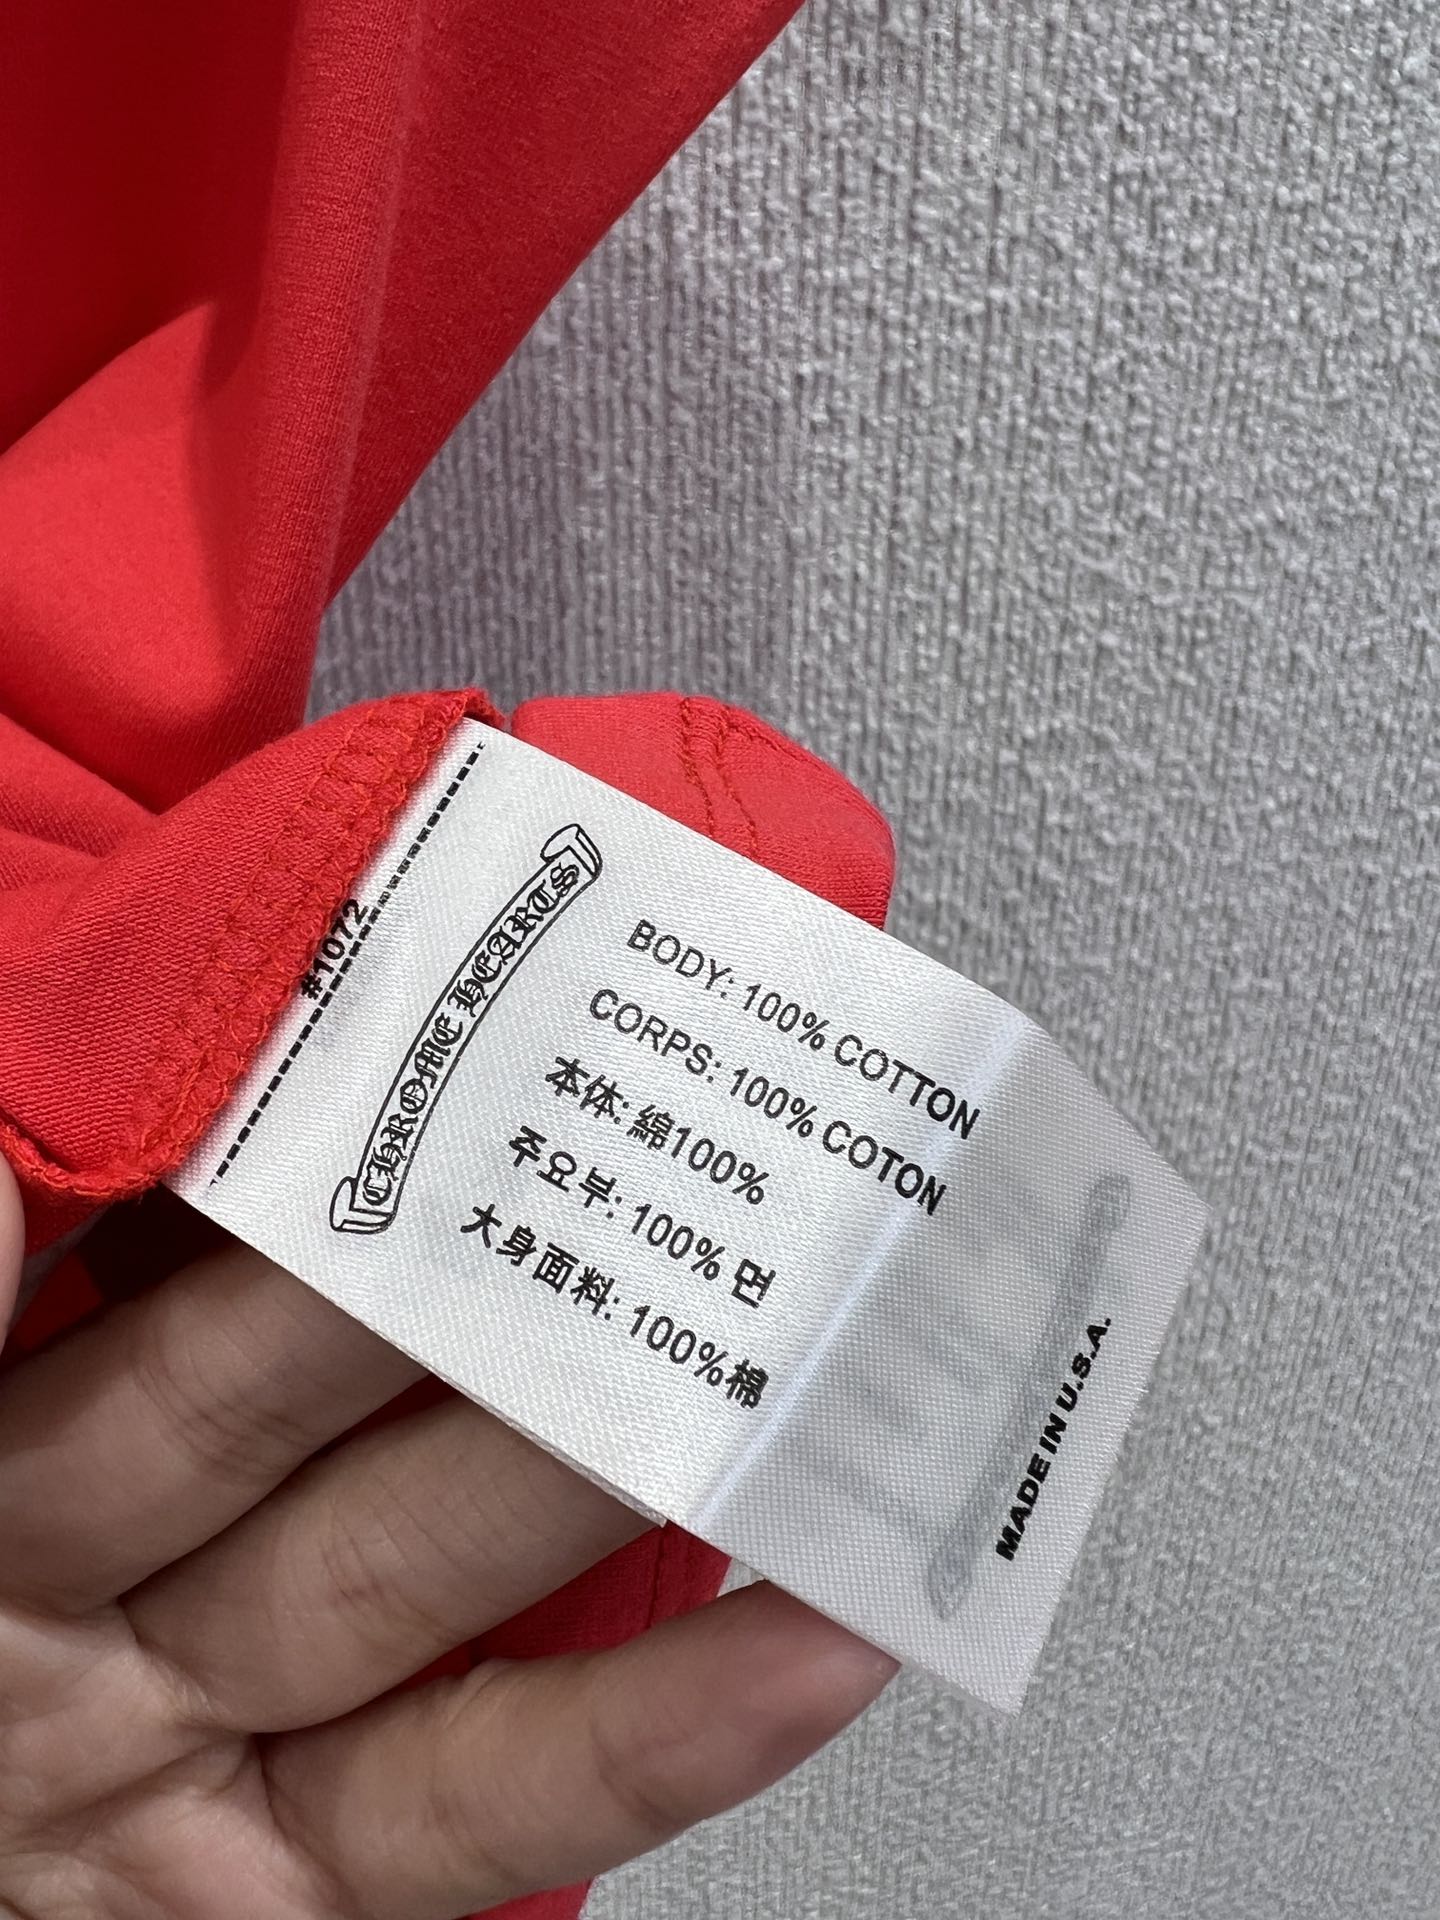 #1072
CHROME HEARTS
BODY: 100% COTTON
CORPS: 100% COTON
本体: 綿100%
주요부: 100% 면
大身面料: 100%棉
MADE IN U.S.A.